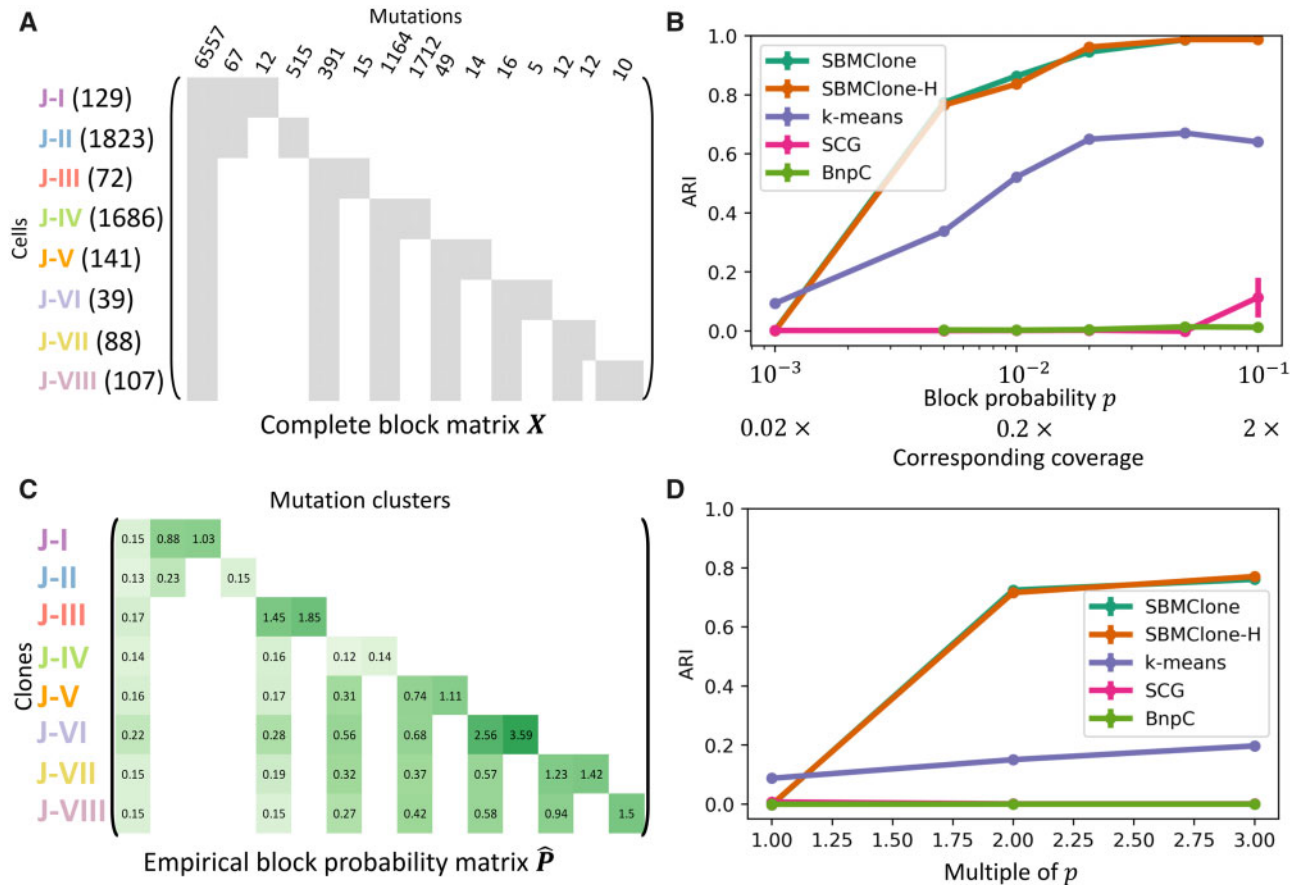 A
Mutations
6557 67 12 515 391 15 1164 1712 49 14 16 5 12 12 10
Cells
J-I (129)
J-II (1823)
J-III (72)
J-IV (1686)
J-V (141)
J-VI (39)
J-VII (88)
J-VIII (107)
Complete block matrix X
B
ARI
1.0
0.8
0.6
0.4
0.2
0.0
SBMClone
SBMClone-H
k-means
SCG
BnpC
10⁻³ 10⁻² 10⁻¹
Block probability p
0.02 × 0.2 × 2 ×
Corresponding coverage
C
Mutation clusters
Clones
J-I 0.15 0.88 1.03
J-II 0.13 0.23 0.15
J-III 0.17 1.45 1.85
J-IV 0.14 0.16 0.12 0.14
J-V 0.16 0.17 0.31 0.74 1.11
J-VI 0.22 0.28 0.56 0.68 2.56 3.59
J-VII 0.15 0.19 0.32 0.37 0.57 1.23 1.42
J-VIII 0.15 0.15 0.27 0.42 0.58 0.94 1.5
Empirical block probability matrix P̂
D
ARI
1.0
0.8
0.6
0.4
0.2
0.0
SBMClone
SBMClone-H
k-means
SCG
BnpC
1.00 1.25 1.50 1.75 2.00 2.25 2.50 2.75 3.00
Multiple of p